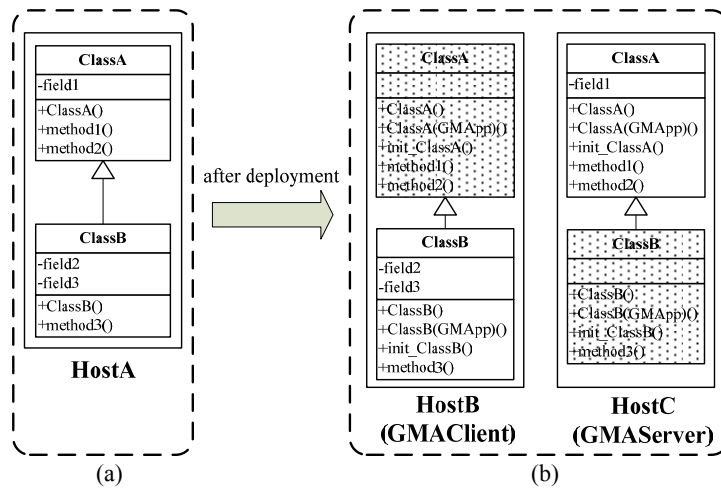 ClassA
-field1
+ClassA()
+method1()
+method2()
ClassB
-field2
-field3
+ClassB()
+method3()
HostA
(a)
after deployment
ClassA
+ClassA()
+ClassA(GMApp)()
+init_ClassA()
+method1()
+method2()
ClassB
-field2
-field3
+ClassB()
+ClassB(GMApp)()
+init_ClassB()
+method3()
HostB
(GMAClient)
ClassA
-field1
+ClassA()
+ClassA(GMApp)()
+init_ClassA()
+method1()
+method2()
ClassB
+ClassB()
+ClassB(GMApp)()
+init_ClassB()
+method3()
HostC
(GMAServer)
(b)